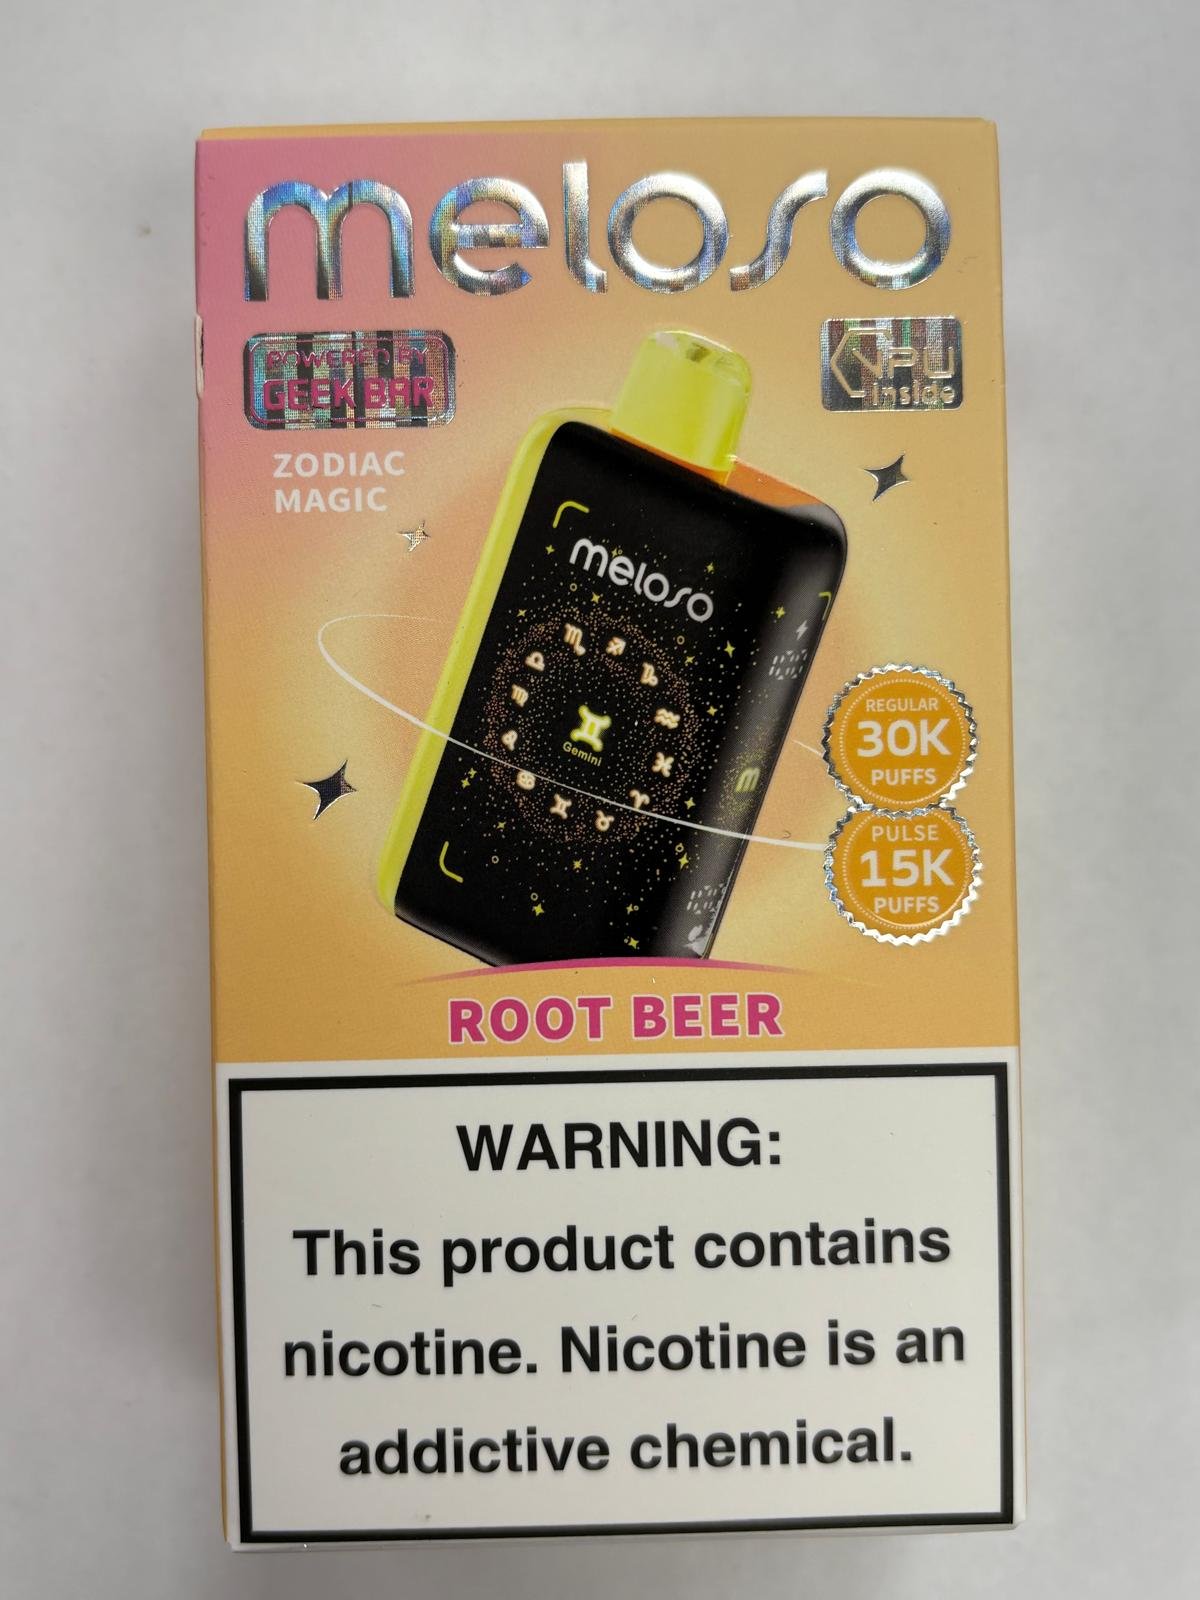 meloso
POWERED BY
GEEK BAR
VPU
inside
ZODIAC
MAGIC
meloso
Gemini
REGULAR
30K
PUFFS
PULSE
15K
PUFFS
ROOT BEER
WARNING:
This product contains
nicotine. Nicotine is an
addictive chemical.